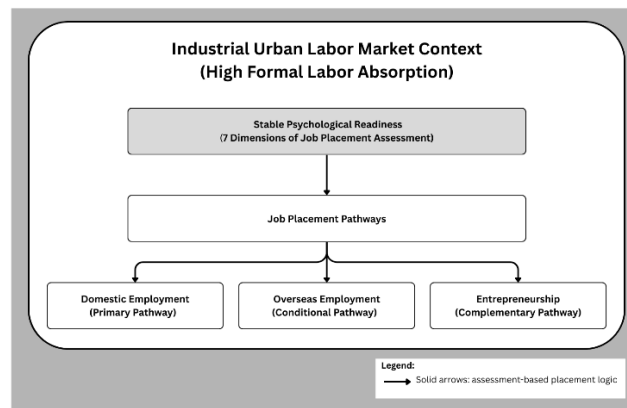 Industrial Urban Labor Market Context
(High Formal Labor Absorption)
Stable Psychological Readiness
(7 Dimensions of Job Placement Assessment)
Job Placement Pathways
Domestic Employment
(Primary Pathway)
Overseas Employment
(Conditional Pathway)
Entrepreneurship
(Complementary Pathway)
Legend:
Solid arrows: assessment-based placement logic